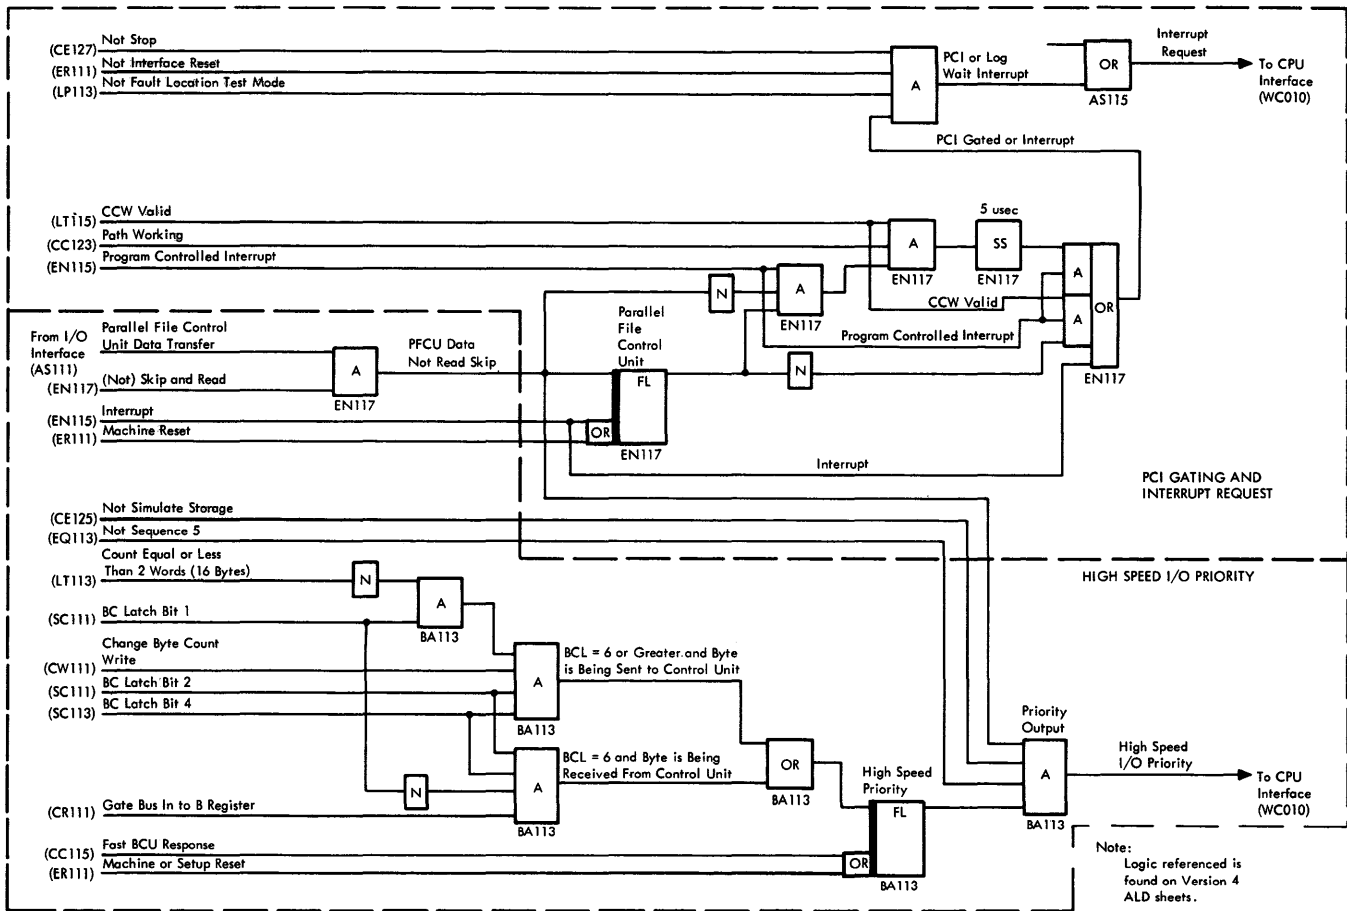 Not Stop
(CE127)
Not Interface Reset
(ER111)
Not Fault Location Test Mode
(LP113)
A
PCI or Log
Wait Interrupt
OR
AS115
Interrupt
Request
To CPU
Interface
(WC010)
PCI Gated or Interrupt
CCW Valid
(LT115)
Path Working
(CC123)
Program Controlled Interrupt
(EN115)
A
EN117
5 usec
SS
EN117
N
A
EN117
CCW Valid
Program Controlled Interrupt
A
A
OR
EN117
From I/O
Interface
(AS111)
Parallel File Control
Unit Data Transfer
(EN117)
(Not) Skip and Read
A
EN117
PFCU Data
Not Read Skip
Parallel
File
Control
Unit
FL
OR
EN117
N
Interrupt
(EN115)
Machine Reset
(ER111)
Interrupt
PCI GATING AND
INTERRUPT REQUEST
Not Simulate Storage
(CE125)
Not Sequence 5
(EQ113)
Count Equal or Less
Than 2 Words (16 Bytes)
(LT113)
N
A
BA113
HIGH SPEED I/O PRIORITY
BC Latch Bit 1
(SC111)
Change Byte Count
Write
(CW111)
BC Latch Bit 2
(SC111)
BC Latch Bit 4
(SC113)
A
BA113
BCL = 6 or Greater and Byte
is Being Sent to Control Unit
N
A
BA113
BCL = 6 and Byte is Being
Received From Control Unit
OR
BA113
Gate Bus In to B Register
(CR111)
High Speed
Priority
FL
OR
BA113
Fast BCU Response
(CC115)
Machine or Setup Reset
(ER111)
Priority
Output
A
BA113
High Speed
I/O Priority
To CPU
Interface
(WC010)
Note:
Logic referenced is
found on Version 4
ALD sheets.